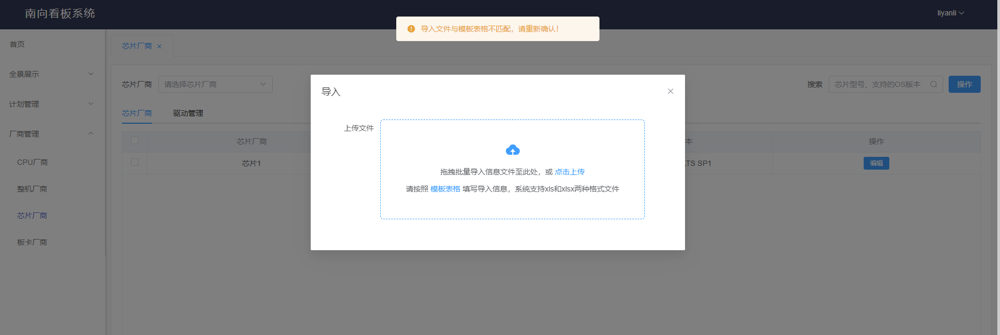 南向看板系统
liyanli
导入文件与模板表格不匹配，请重新确认！
首页
全景展示
计划管理
厂商管理
CPU厂商
整机厂商
芯片厂商
板卡厂商
芯片厂商
芯片厂商 请选择芯片厂商
搜索 芯片型号、支持的OS版本 操作
芯片厂商 驱动管理
芯片厂商 本 操作
芯片1 LTS SP1 编辑
导入
上传文件
拖拽批量导入信息文件至此处，或 点击上传
请按照 模板表格 填写导入信息，系统支持xls和xlsx两种格式文件